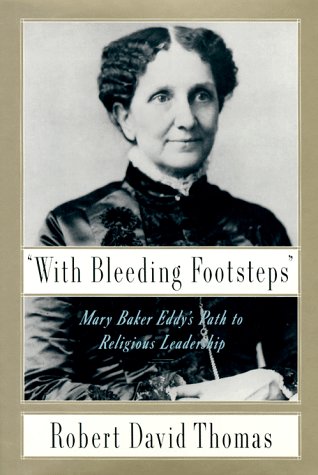 "With Bleeding Footsteps"
Mary Baker Eddy's Path to
Religious Leadership
Robert David Thomas